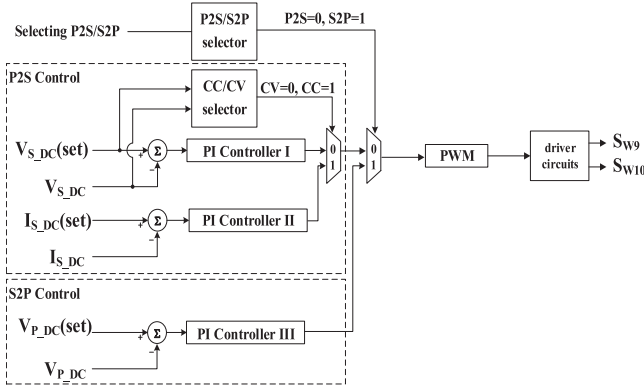 P2S/S2P
selector
Selecting P2S/S2P
P2S=0, S2P=1
P2S Control
CC/CV
selector
CV=0, CC=1
V_S_DC(set)
+
Σ
−
PI Controller I
0
1
0
1
PWM
driver
circuits
S_W9
S_W10
V_S_DC
I_S_DC(set)
+
Σ
−
PI Controller II
I_S_DC
S2P Control
V_P_DC(set)
+
Σ
−
PI Controller III
V_P_DC